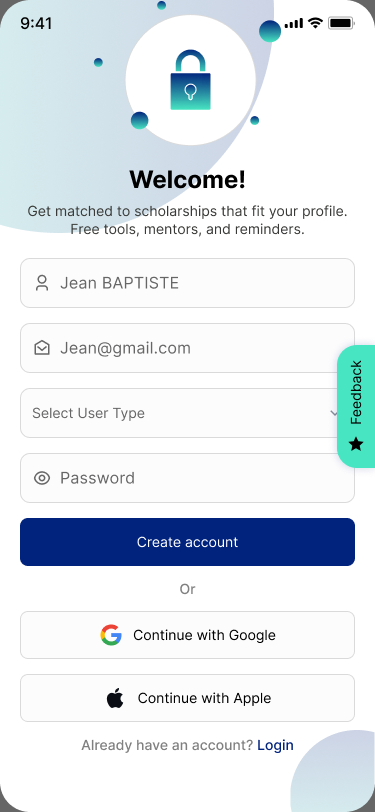 9:41
Welcome!
Get matched to scholarships that fit your profile.
Free tools, mentors, and reminders.
Jean BAPTISTE
Jean@gmail.com
Select User Type
Feedback
Password
Create account
Or
Continue with Google
Continue with Apple
Already have an account? Login